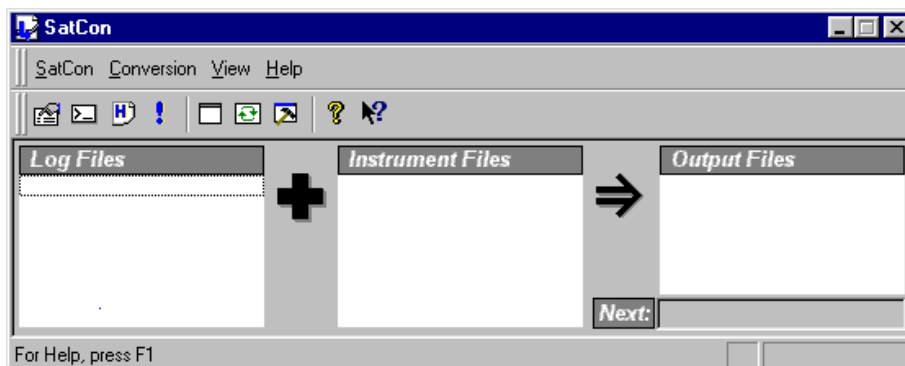 SatCon
SatCon Conversion View Help
Log Files
Instrument Files
Output Files
Next:
For Help, press F1